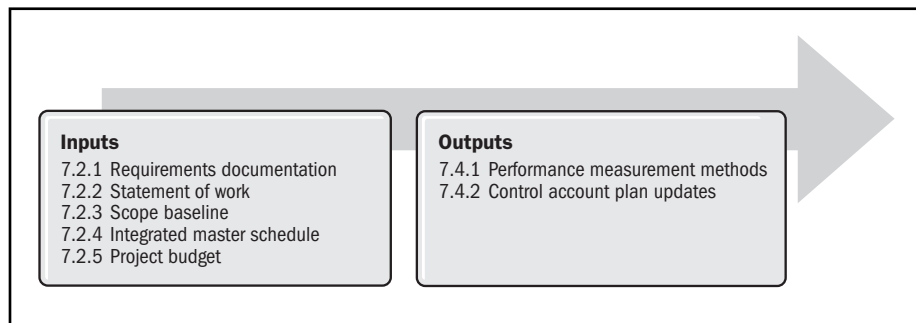 Inputs
7.2.1 Requirements documentation
7.2.2 Statement of work
7.2.3 Scope baseline
7.2.4 Integrated master schedule
7.2.5 Project budget
Outputs
7.4.1 Performance measurement methods
7.4.2 Control account plan updates